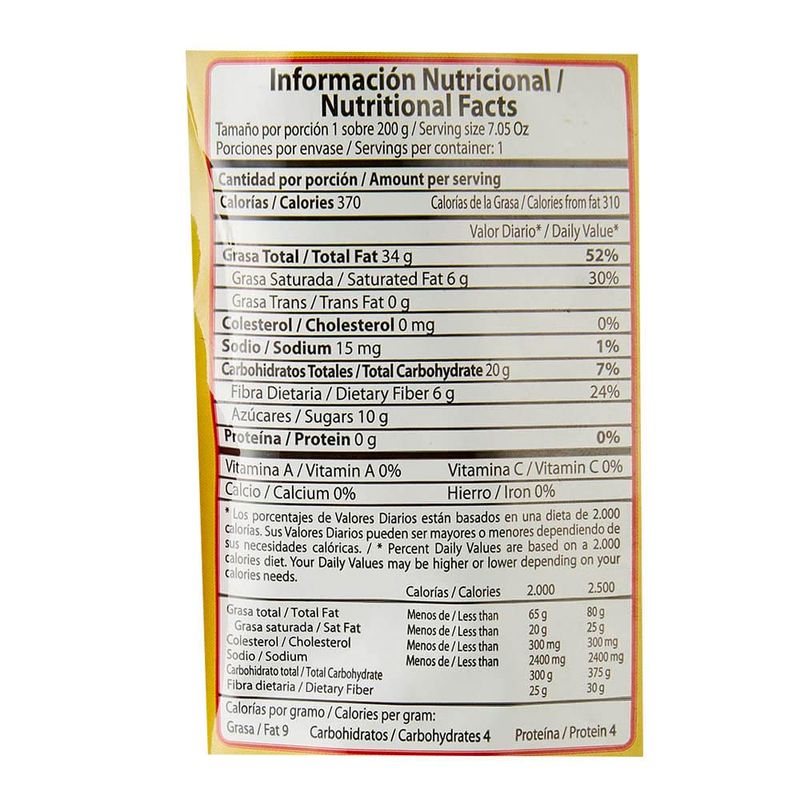 Información Nutricional /
Nutritional Facts
Tamaño por porción 1 sobre 200 g / Serving size 7.05 Oz
Porciones por envase / Servings per container: 1
Cantidad por porción / Amount per serving
Calorías / Calories 370 Calorías de la Grasa / Calories from fat 310
Valor Diario* / Daily Value*
Grasa Total / Total Fat 34 g 52%
Grasa Saturada / Saturated Fat 6 g 30%
Grasa Trans / Trans Fat 0 g
Colesterol / Cholesterol 0 mg 0%
Sodio / Sodium 15 mg 1%
Carbohidratos Totales / Total Carbohydrate 20 g 7%
Fibra Dietaria / Dietary Fiber 6 g 24%
Azúcares / Sugars 10 g
Proteína / Protein 0 g 0%
Vitamina A / Vitamin A 0% Vitamina C / Vitamin C 0%
Calcio / Calcium 0% Hierro / Iron 0%
* Los porcentajes de Valores Diarios están basados en una dieta de 2.000
calorías. Sus Valores Diarios pueden ser mayores o menores dependiendo de
sus necesidades calóricas. / * Percent Daily Values are based on a 2.000
calories diet. Your Daily Values may be higher or lower depending on your
calories needs.
Calorías / Calories 2.000 2.500
Grasa total / Total Fat Menos de / Less than 65 g 80 g
Grasa saturada / Sat Fat Menos de / Less than 20 g 25 g
Colesterol / Cholesterol Menos de / Less than 300 mg 300 mg
Sodio / Sodium Menos de / Less than 2400 mg 2400 mg
Carbohidrato total / Total Carbohydrate 300 g 375 g
Fibra dietaria / Dietary Fiber 25 g 30 g
Calorías por gramo / Calories per gram:
Grasa / Fat 9 Carbohidratos / Carbohydrates 4 Proteína / Protein 4